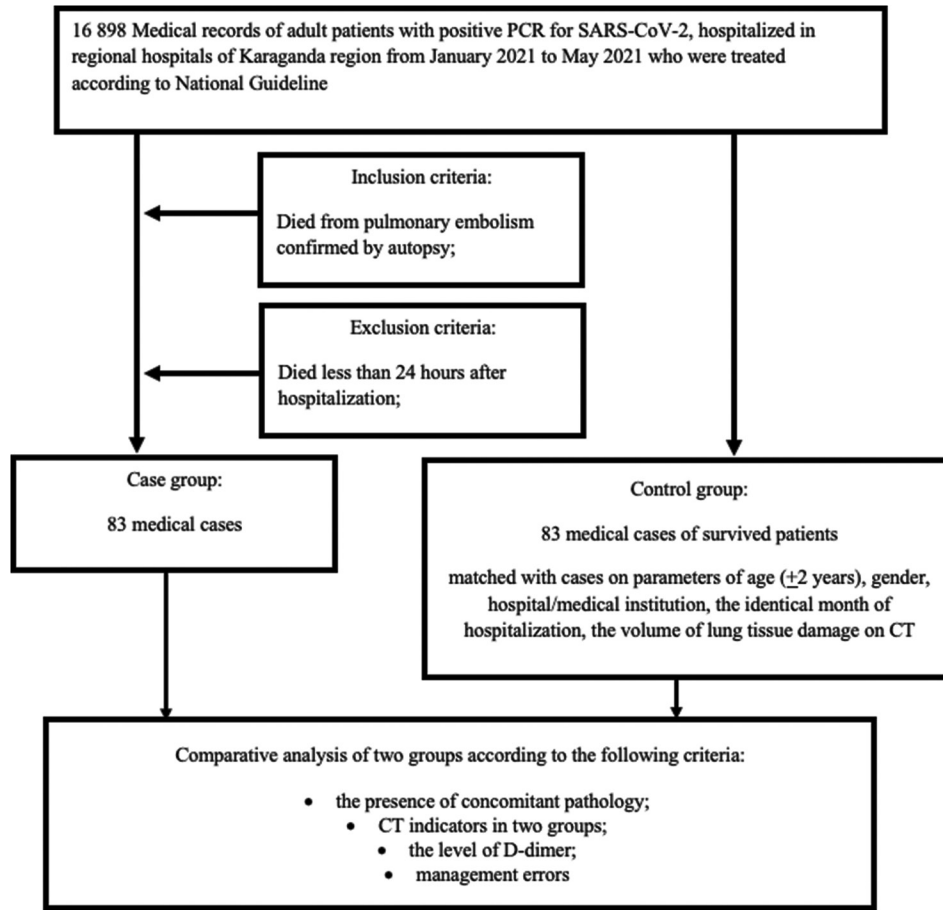 16 898 Medical records of adult patients with positive PCR for SARS-CoV-2, hospitalized in
regional hospitals of Karaganda region from January 2021 to May 2021 who were treated
according to National Guideline
Inclusion criteria:
Died from pulmonary embolism
confirmed by autopsy;
Exclusion criteria:
Died less than 24 hours after
hospitalization;
Case group:
83 medical cases
Control group:
83 medical cases of survived patients
matched with cases on parameters of age (±2 years), gender,
hospital/medical institution, the identical month of
hospitalization, the volume of lung tissue damage on CT
Comparative analysis of two groups according to the following criteria:
• the presence of concomitant pathology;
• CT indicators in two groups;
• the level of D-dimer;
• management errors